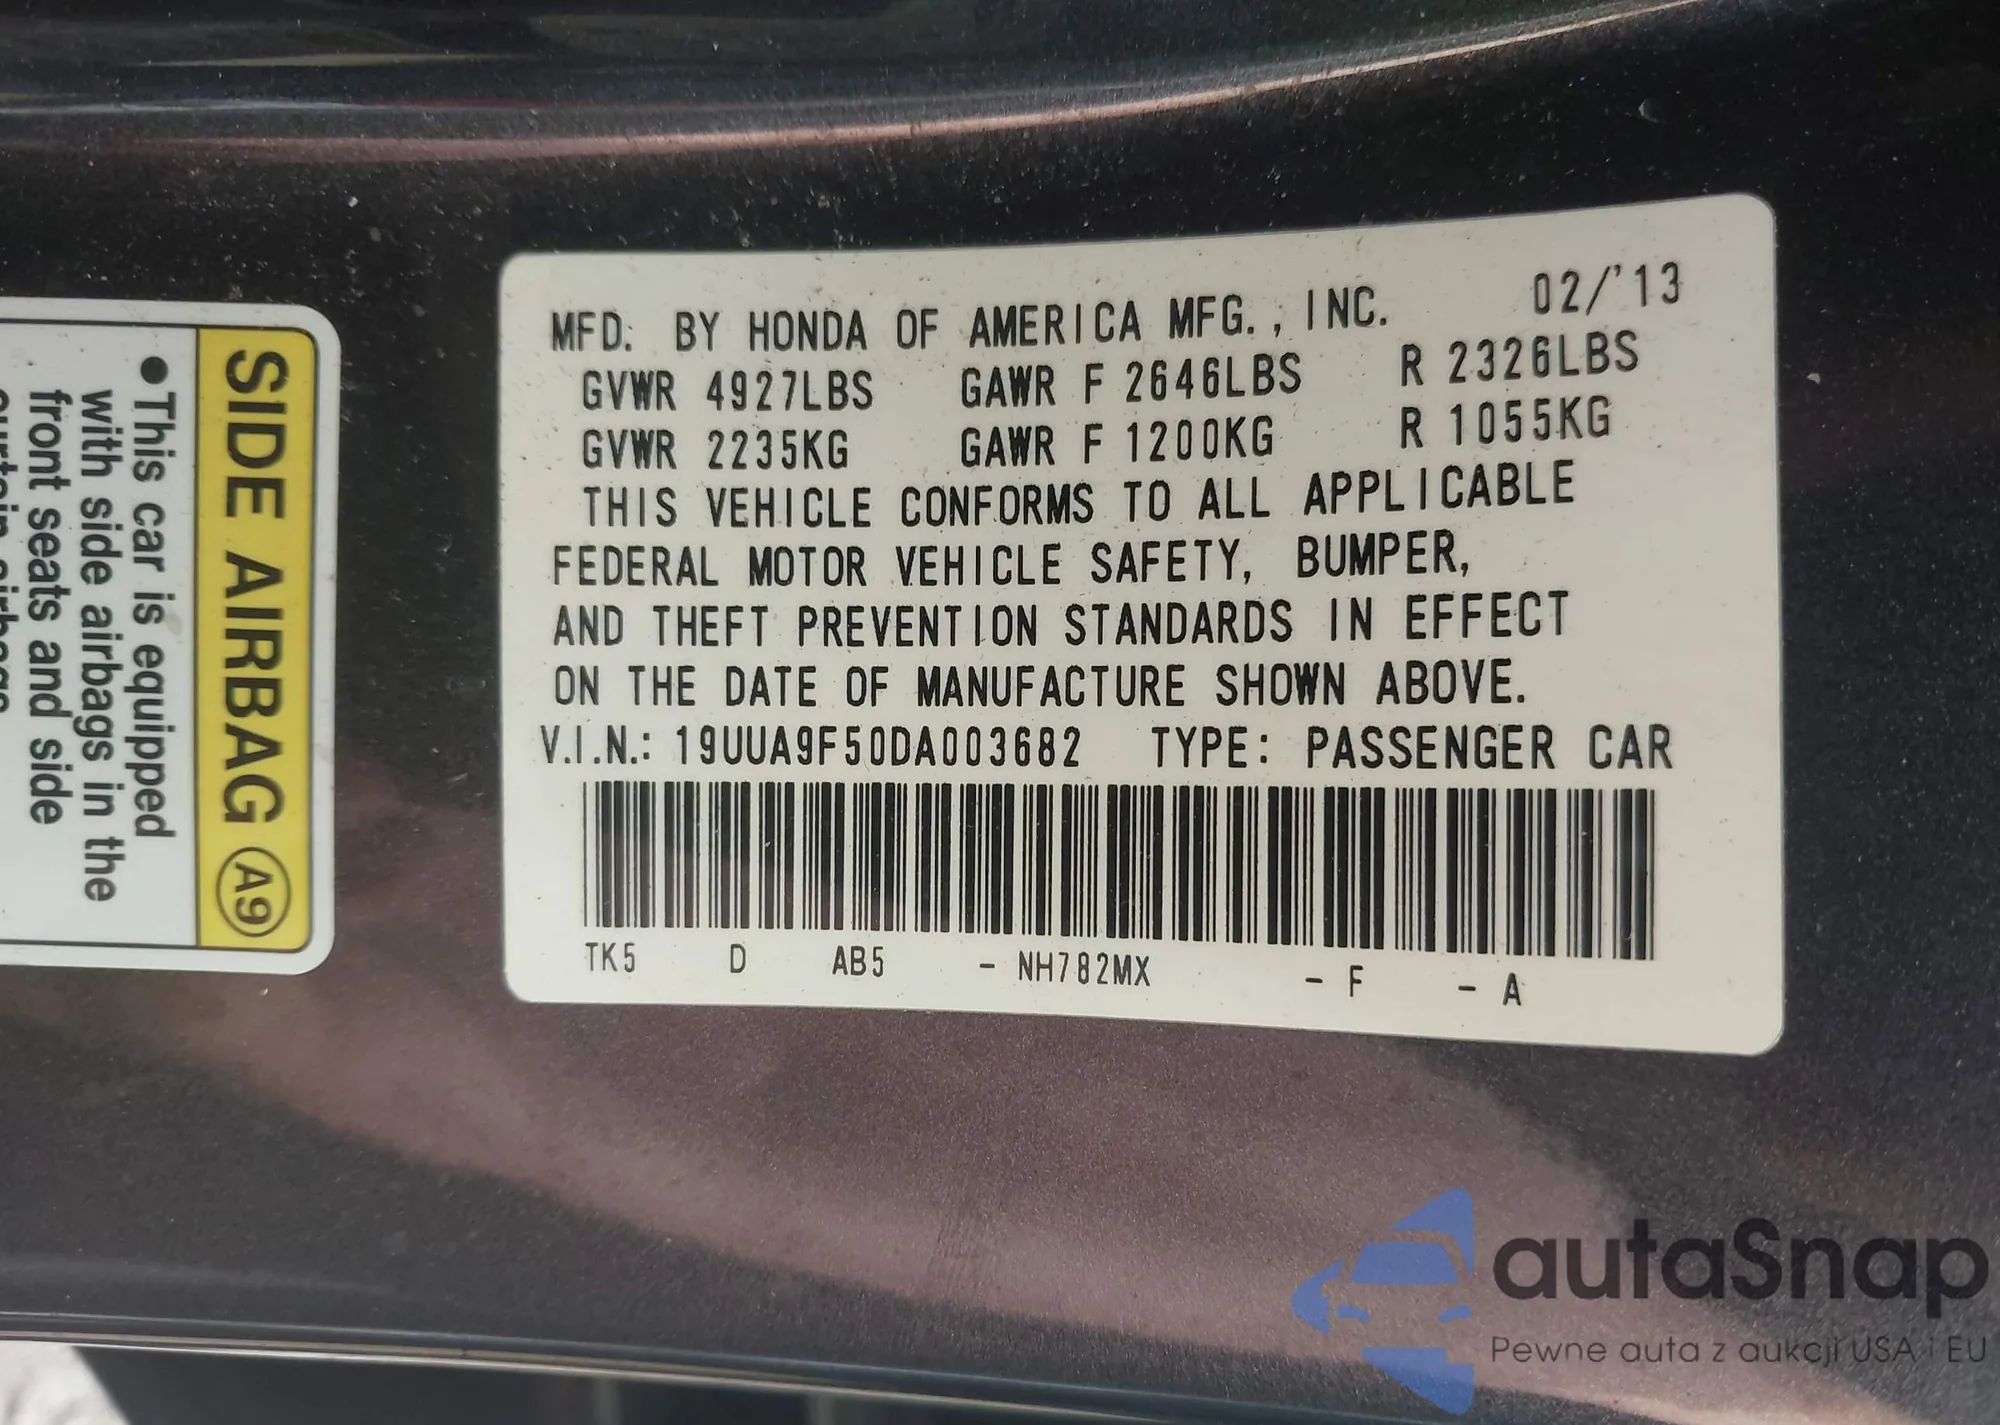 MFD. BY HONDA OF AMERICA MFG., INC. 02/'13
GVWR 4927LBS GAWR F 2646LBS R 2326LBS
GVWR 2235KG GAWR F 1200KG R 1055KG
THIS VEHICLE CONFORMS TO ALL APPLICABLE
FEDERAL MOTOR VEHICLE SAFETY, BUMPER,
AND THEFT PREVENTION STANDARDS IN EFFECT
ON THE DATE OF MANUFACTURE SHOWN ABOVE.
V.I.N.: 19UUA9F50DA003682 TYPE: PASSENGER CAR
TK5 D AB5 - NH782MX - F - A
SIDE AIRBAG A9
•This car is equipped
with side airbags in the
front seats and side
autaSnap
Pewne auta z aukcji USA i EU